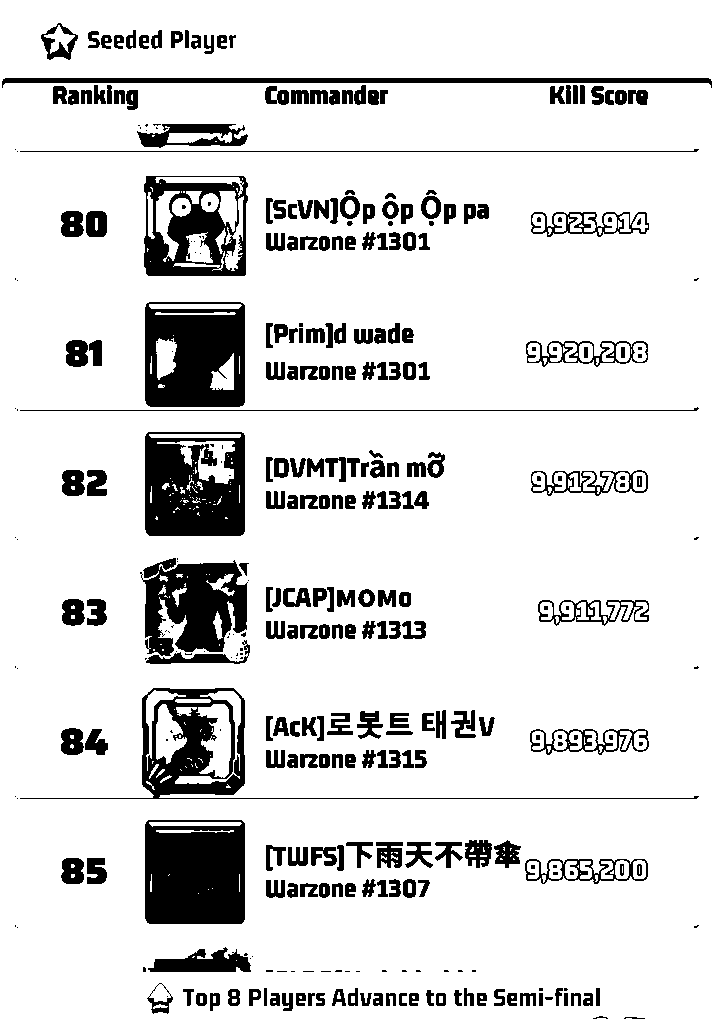 Seeded Player
Ranking Commander Kill Score
80 [ScVN]Ộp ộp Ộp pa 9,925,914
Warzone #1301
81 [Prim]d wade 9,920,208
Warzone #1301
82 [DVMT]Trần mỡ 9,912,780
Warzone #1314
83 [JCAP]ᴍᴏᴍo 9,911,772
Warzone #1313
84 [AcK]로봇트 태권V 9,893,976
Warzone #1315
85 [TWFS]下雨天不帶傘 9,865,200
Warzone #1307
Top 8 Players Advance to the Semi-final